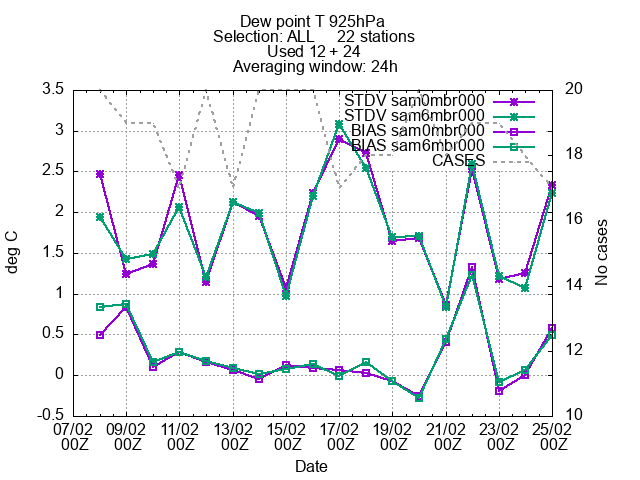 Dew point T 925hPa
Selection: ALL 22 stations
Used 12 + 24
Averaging window: 24h
3.5
3
2.5
2
1.5
1
0.5
0
-0.5
deg C
20
18
16
14
12
10
No cases
STDV sam0mbr000
STDV sam6mbr000
BIAS sam0mbr000
BIAS sam6mbr000
CASES
07/02 09/02 11/02 13/02 15/02 17/02 19/02 21/02 23/02 25/02
00Z 00Z 00Z 00Z 00Z 00Z 00Z 00Z 00Z 00Z
Date